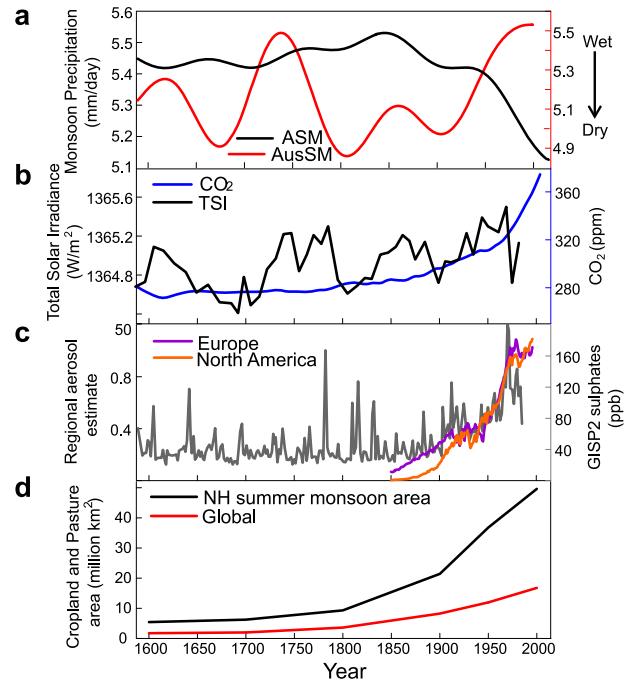 a
Monsoon Precipitation
(mm/day)
5.6
5.5
5.4
5.3
5.2
5.1
ASM
AusSM
5.5
5.3
5.1
4.9
Wet
Dry
b
Total Solar Irradiance
(W/m²)
1365.6
1365.2
1364.8
CO₂
TSI
360
320
280
CO₂ (ppm)
c
Regional aerosol
estimate
50
0.8
0.4
Europe
North America
160
120
80
40
GISP2 sulphates
(ppb)
d
Cropland and Pasture
area (million km²)
40
30
20
10
0
NH summer monsoon area
Global
1600 1650 1700 1750 1800 1850 1900 1950 2000
Year